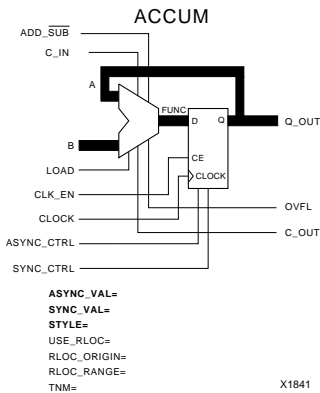 ACCUM
ADD_SUB
C_IN
A
FUNC
D
Q
Q_OUT
B
CE
LOAD
CLOCK
CLK_EN
OVFL
CLOCK
C_OUT
ASYNC_CTRL
SYNC_CTRL
ASYNC_VAL=
SYNC_VAL=
STYLE=
USE_RLOC=
RLOC_ORIGIN=
RLOC_RANGE=
TNM=
X1841